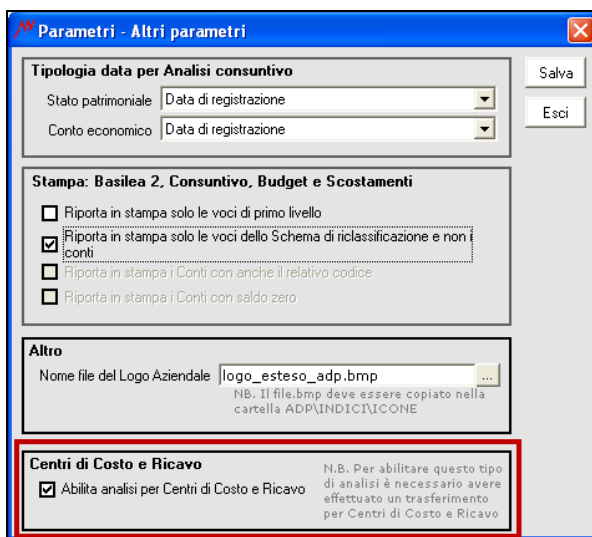 Parametri - Altri parametri
Tipologia data per Analisi consuntivo
Stato patrimoniale Data di registrazione
Conto economico Data di registrazione
Salva
Esci
Stampa: Basilea 2, Consuntivo, Budget e Scostamenti
Riporta in stampa solo le voci di primo livello
Riporta in stampa solo le voci dello Schema di riclassificazione e non i
conti
Riporta in stampa i Conti con anche il relativo codice
Riporta in stampa i Conti con saldo zero
Altro
Nome file del Logo Aziendale logo_esteso_adp.bmp ...
NB. Il file.bmp deve essere copiato nella
cartella ADP\INDICI\ICONE
Centri di Costo e Ricavo
Abilita analisi per Centri di Costo e Ricavo
N.B. Per abilitare questo tipo
di analisi è necessario avere
effettuato un trasferimento
per Centri di Costo e Ricavo